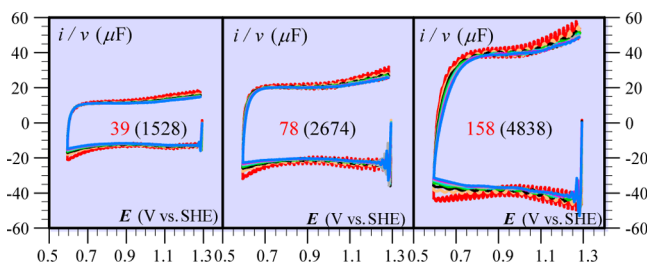 60 i / v (μF) i / v (μF) i / v (μF) 60
40 40
20 20
0 39 (1528) 78 (2674) 158 (4838) 0
-20 -20
-40 -40
-60 E (V vs. SHE) E (V vs. SHE) E (V vs. SHE) -60
0.5 0.7 0.9 1.1 1.3 0.5 0.7 0.9 1.1 1.3 0.5 0.7 0.9 1.1 1.3